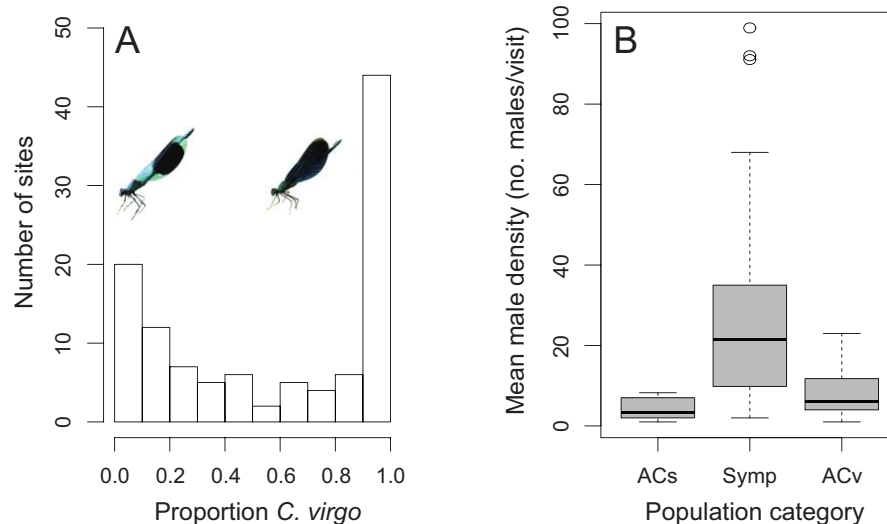 A
Number of sites
50
40
30
20
10
0
0.0 0.2 0.4 0.6 0.8 1.0
Proportion C. virgo
B
Mean male density (no. males/visit)
100
80
60
40
20
0
ACs Symp ACv
Population category